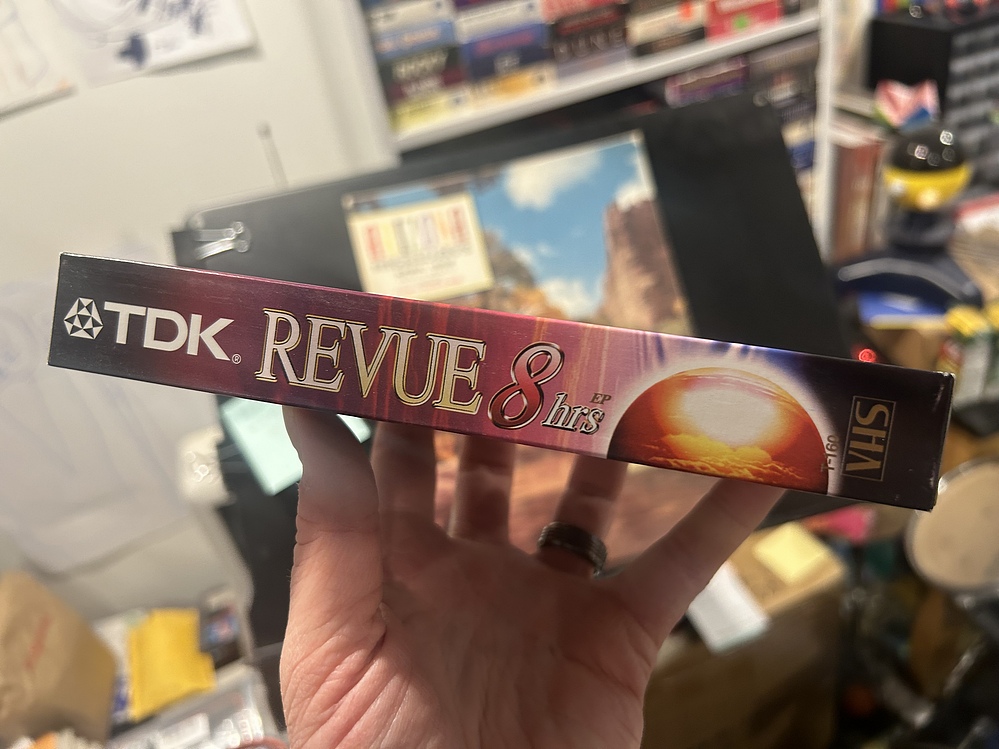 TDK® REVUE 8 hrs EP T-160 VHS